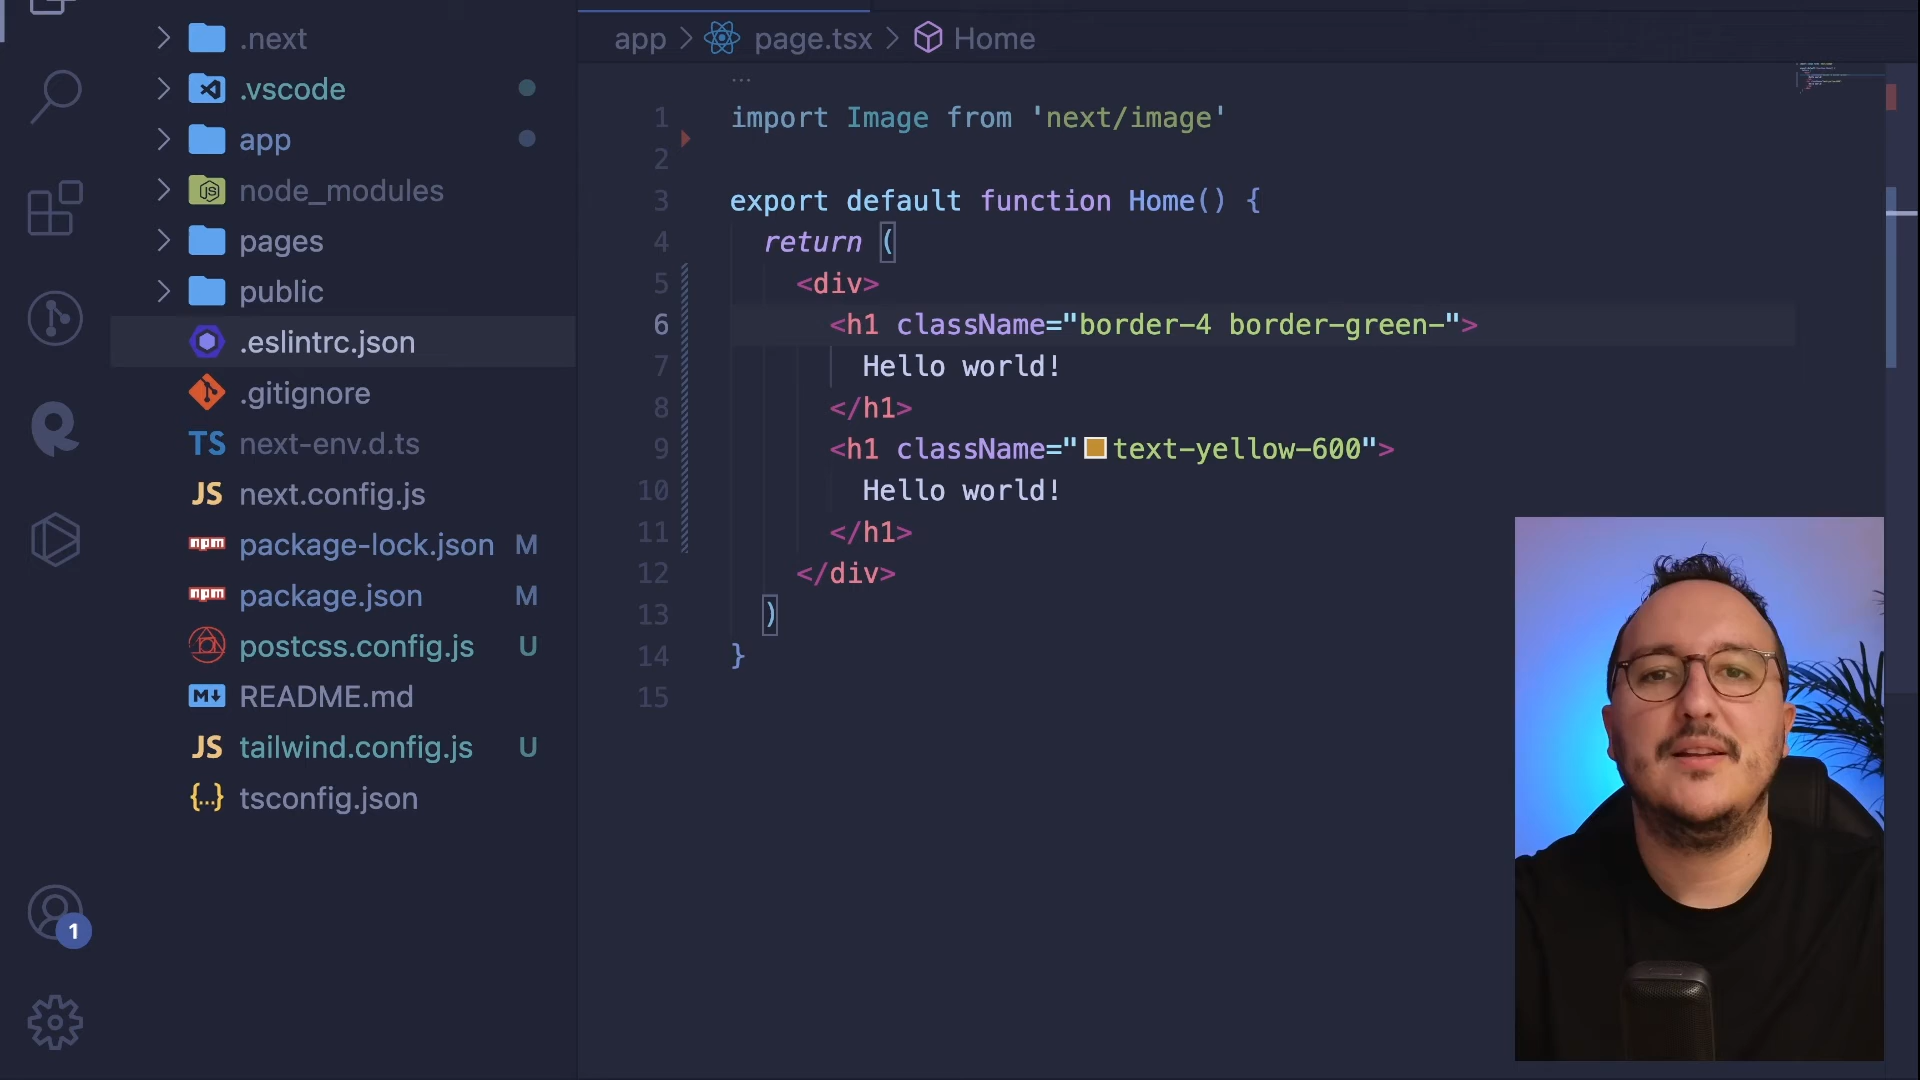 .next
.vscode
app
node_modules
pages
public
.eslintrc.json
.gitignore
TS next-env.d.ts
JS next.config.js
npm package-lock.json M
npm package.json M
postcss.config.js U
M↓ README.md
JS tailwind.config.js U
{...} tsconfig.json
1
app > page.tsx > Home
...
1 import Image from 'next/image'
2
3 export default function Home() {
4 return (
5 <div>
6 <h1 className="border-4 border-green-">
7 Hello world!
8 </h1>
9 <h1 className="text-yellow-600">
10 Hello world!
11 </h1>
12 </div>
13 )
14 }
15